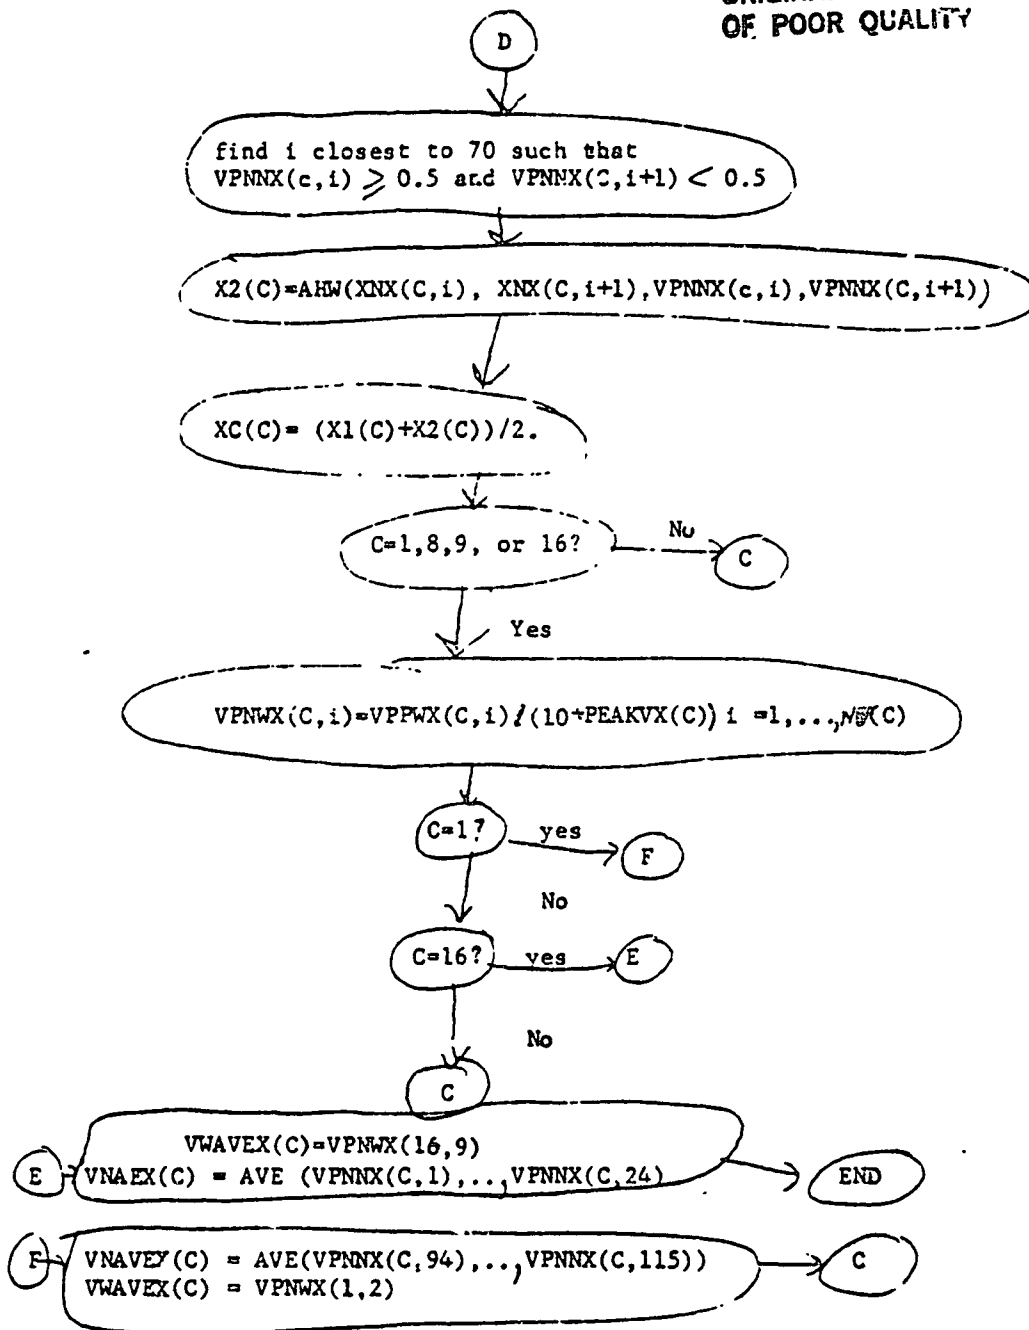 OF POOR QUALITY
D
find i closest to 70 such that
VPNNX(c,i) ≥ 0.5 and VPNNX(C,i+1) < 0.5
X2(C)=AHW(XNX(C,i), XNX(C,i+1),VPNNX(c,i),VPNNX(C,i+1))
XC(C)= (X1(C)+X2(C))/2.
C=1,8,9, or 16?
No
C
Yes
VPNWX(C,i)=VPPWX(C,i)/(10+PEAKVX(C)) i =1,...,
C=1?
yes
F
No
C=16?
yes
E
No
C
VWAVEX(C)=VPNWX(16,9)
E
VNAEX(C) = AVE (VPNNX(C,1),..,VPNNX(C,24)
END
F
VNAVEX(C) = AVE(VPNNX(C,94),..,VPNNX(C,115))
C
VWAVEX(C) = VPNWX(1,2)